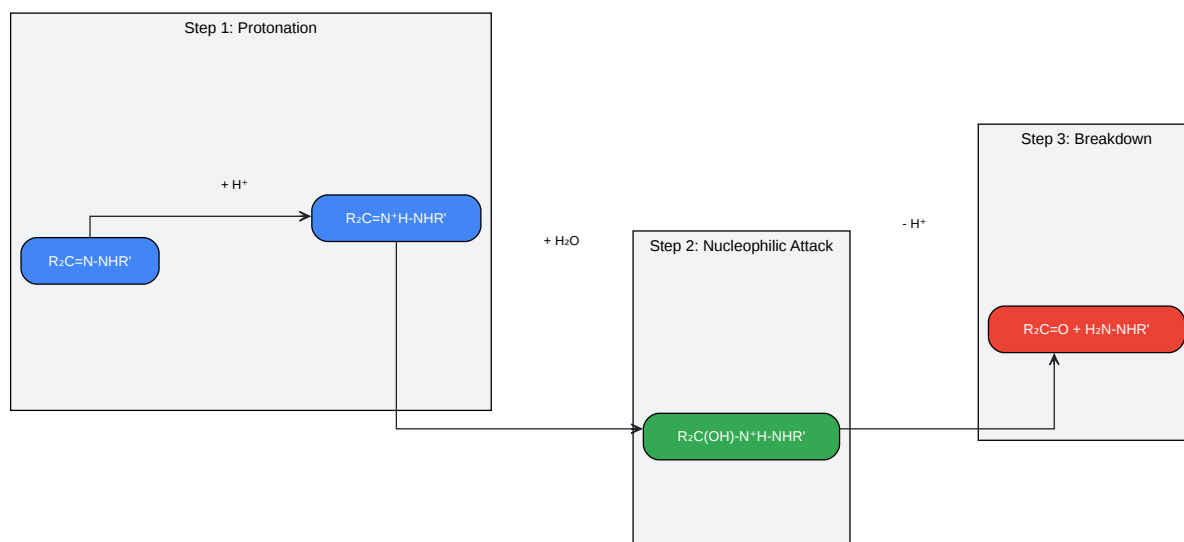 Step 1: Protonation
+ H⁺
R₂C=N-NHR'
R₂C=N⁺H-NHR'
+ H₂O
Step 2: Nucleophilic Attack
R₂C(OH)-N⁺H-NHR'
- H⁺
Step 3: Breakdown
R₂C=O + H₂N-NHR'